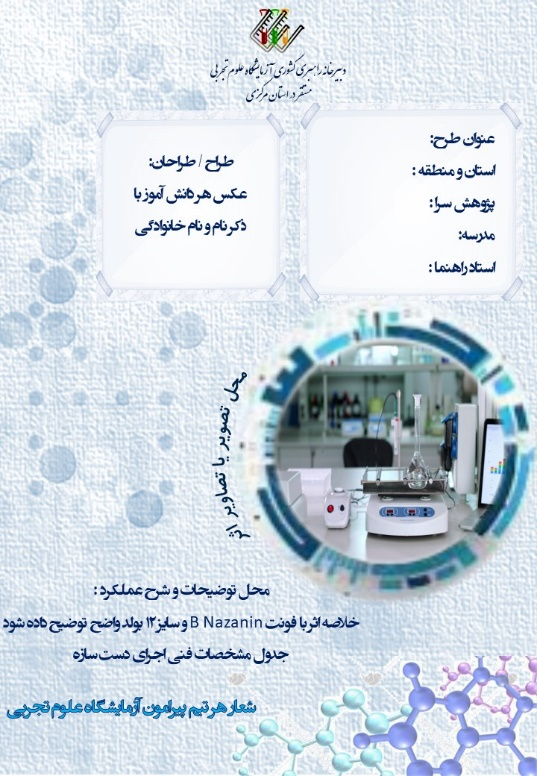 دبیرخانه راهبری کشوری آزمایشگاه علوم تجربی
مستقر در استان مرکزی
عنوان طرح:
استان و منطقه :
پژوهش سرا:
مدرسه:
استاد راهنما :
طراح / طراحان:
عکس هر دانش آموز با
ذکر نام و نام خانوادگی
محل تصویر یا تصاویر اثر
محل توضیحات و شرح عملکرد :
خلاصه اثر با فونت B Nazanin و سایز ۱۲ بولد واضح توضیح داده شود
جدول مشخصات فنی اجزای دست سازه
شعار هر تیم پیرامون آزمایشگاه علوم تجربی